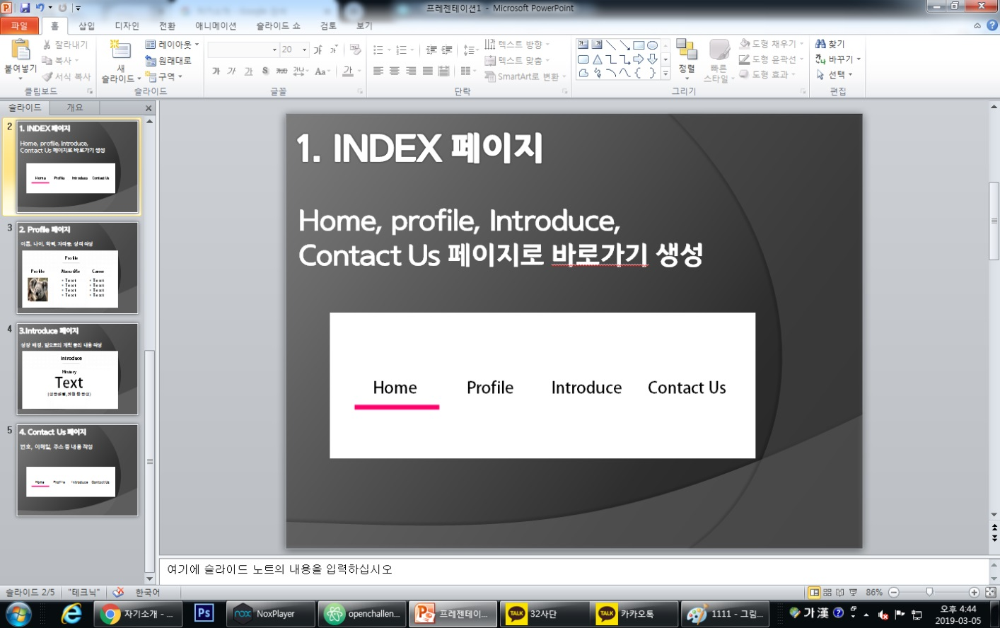 프레젠테이션1 - Microsoft PowerPoint
파일 홈 삽입 디자인 전환 애니메이션 슬라이드 쇼 검토 보기
붙여넣기
잘라내기
복사
서식 복사
클립보드
새 슬라이드
레이아웃
원래대로
구역
슬라이드
20
가 가 가 S abc 가나 Aa 가
글꼴
텍스트 방향
텍스트 맞춤
SmartArt로 변환
단락
정렬
빠른 스타일
도형 채우기
도형 윤곽선
도형 효과
그리기
찾기
바꾸기
선택
편집
슬라이드 개요
2
1. INDEX 페이지
Home, profile, Introduce,
Contact Us 페이지로 바로가기 생성
Home Profile Introduce Contact Us
3
2. Profile 페이지
이름, 나이, 학력, 자격증, 성격 작성
Profile
Profile About Me Career
• Text • Text
• Text • Text
• Text • Text
• Text • Text
4
3.Introduce 페이지
성장 배경, 앞으로의 계획 등의 내용 작성
Introduce
History
Text
5
4. Contact Us 페이지
번호, 이메일, 주소 등 내용 작성
Home Profile Introduce Contact Us
1. INDEX 페이지
Home, profile, Introduce,
Contact Us 페이지로 바로가기 생성
Home Profile Introduce Contact Us
여기에 슬라이드 노트의 내용을 입력하십시오
슬라이드 2/5 "테크닉" 한국어 86%
자기소개 - ... Ps nox NoxPlayer openchallen... 프레젠테이... TALK 32사단 TALK 카카오톡 1111 - 그림... 가 漢 오후 4:44
2019-03-05